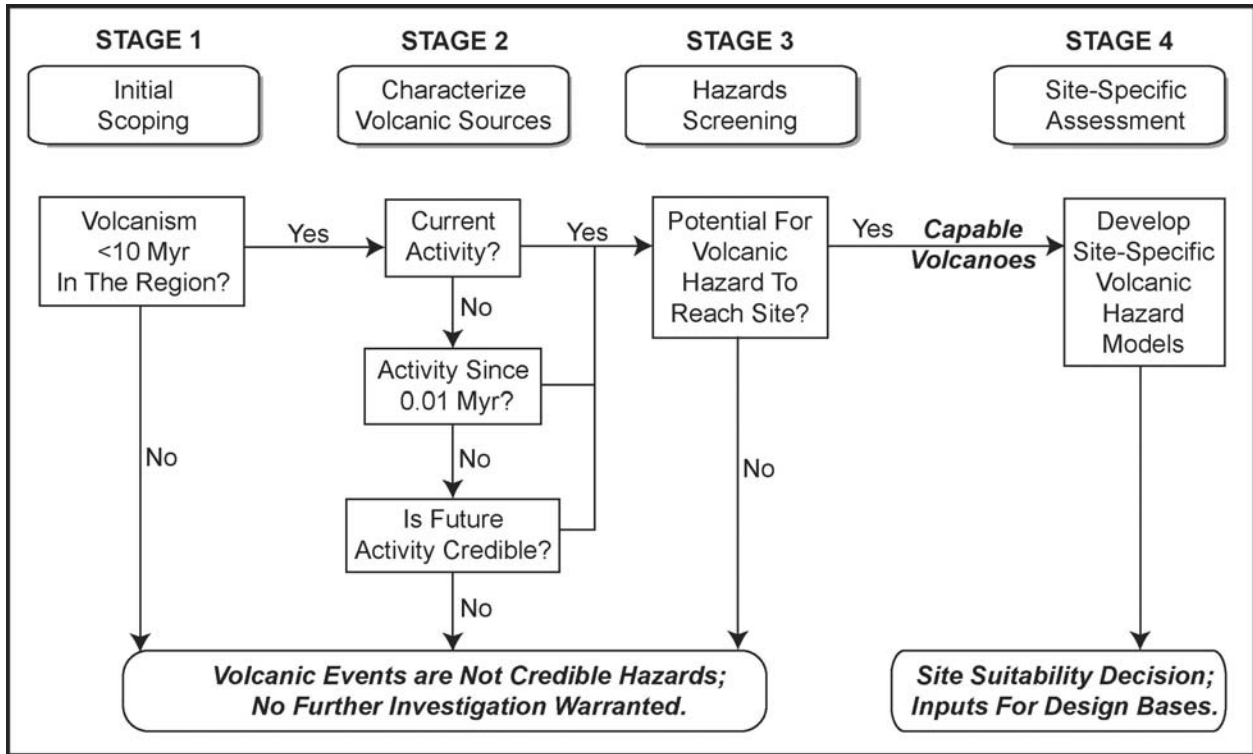 STAGE 1
Initial
Scoping
STAGE 2
Characterize
Volcanic Sources
STAGE 3
Hazards
Screening
STAGE 4
Site-Specific
Assessment
Volcanism
<10 Myr
In The Region?
Yes
No
Current
Activity?
Yes
No
Activity Since
0.01 Myr?
No
Is Future
Activity Credible?
No
Potential For
Volcanic
Hazard To
Reach Site?
Yes
No
Capable
Volcanoes
Develop
Site-Specific
Volcanic
Hazard
Models
Volcanic Events are Not Credible Hazards;
No Further Investigation Warranted.
Site Suitability Decision;
Inputs For Design Bases.